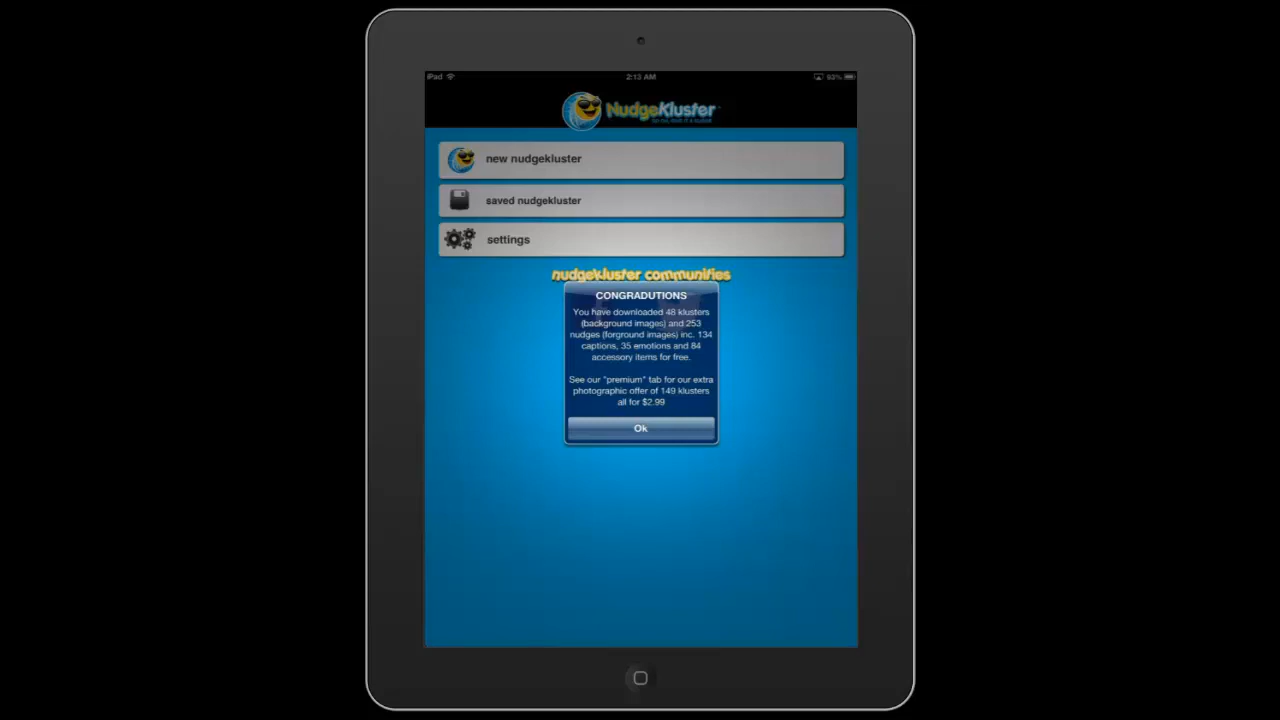 iPad
2:13 AM
93%
NudgeKluster
new nudgekluster
saved nudgekluster
settings
nudgekluster communities
CONGRADUTIONS
You have downloaded 48 klusters
(background images) and 253
nudges (forground images) inc. 134
captions, 35 emotions and 84
accessory items for free.
See our "premium" tab for our extra
photographic offer of 149 klusters
all for $2.99
Ok